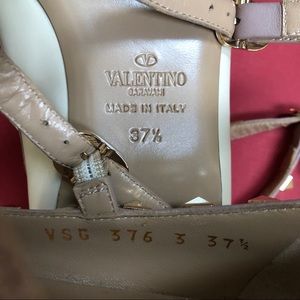 VALENTINO
GARAVANI
MADE IN ITALY
37½
VSG 376 3 37½